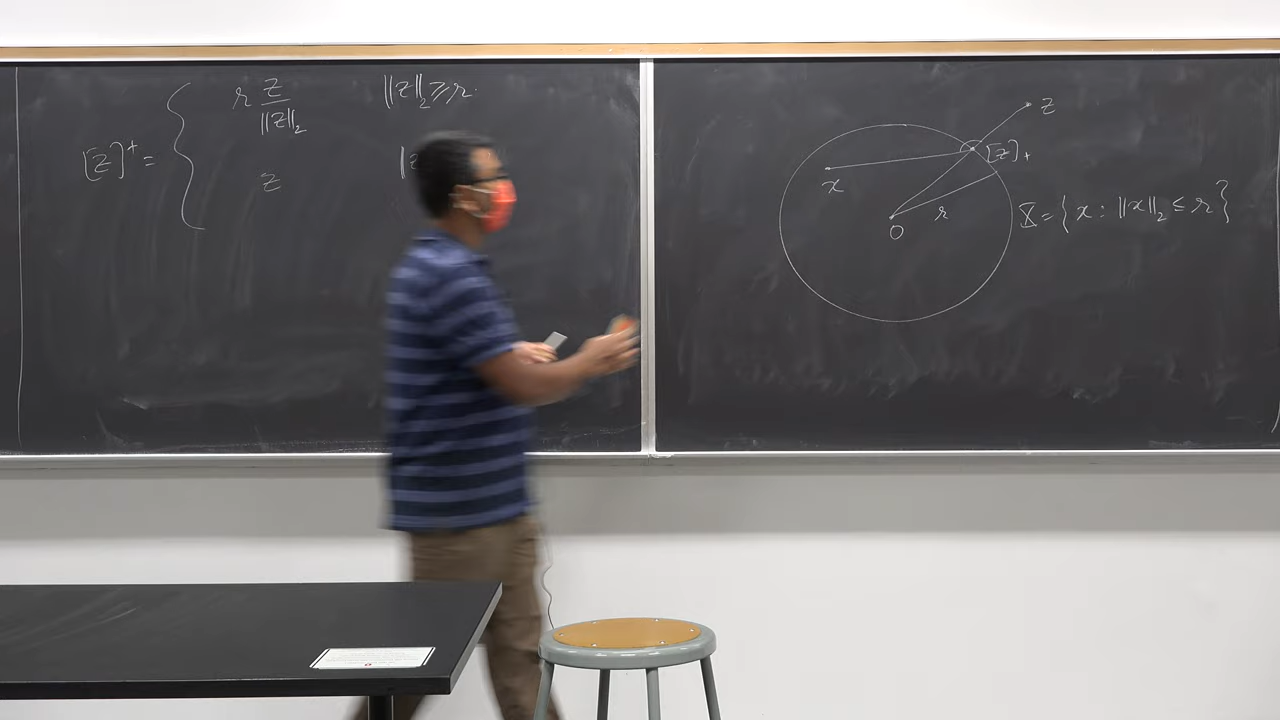 [z]⁺ = { r z/‖z‖₂   ‖z‖₂ ≥ r.
z   ‖z
z
[z]₊
x
r
0
X = {x : ‖x‖₂ ≤ r}